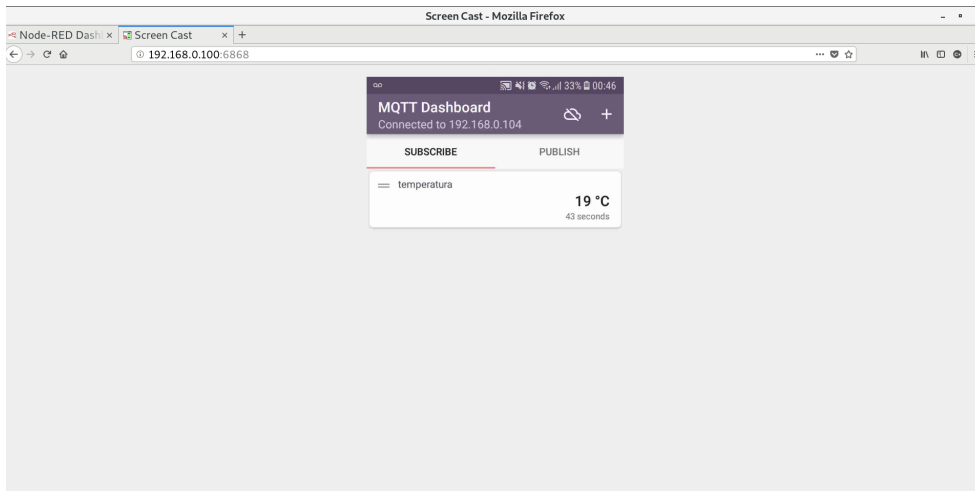 Screen Cast - Mozilla Firefox
Node-RED Dash
Screen Cast
192.168.0.100:6868
33% 00:46
MQTT Dashboard
Connected to 192.168.0.104
SUBSCRIBE PUBLISH
temperatura
19 °C
43 seconds